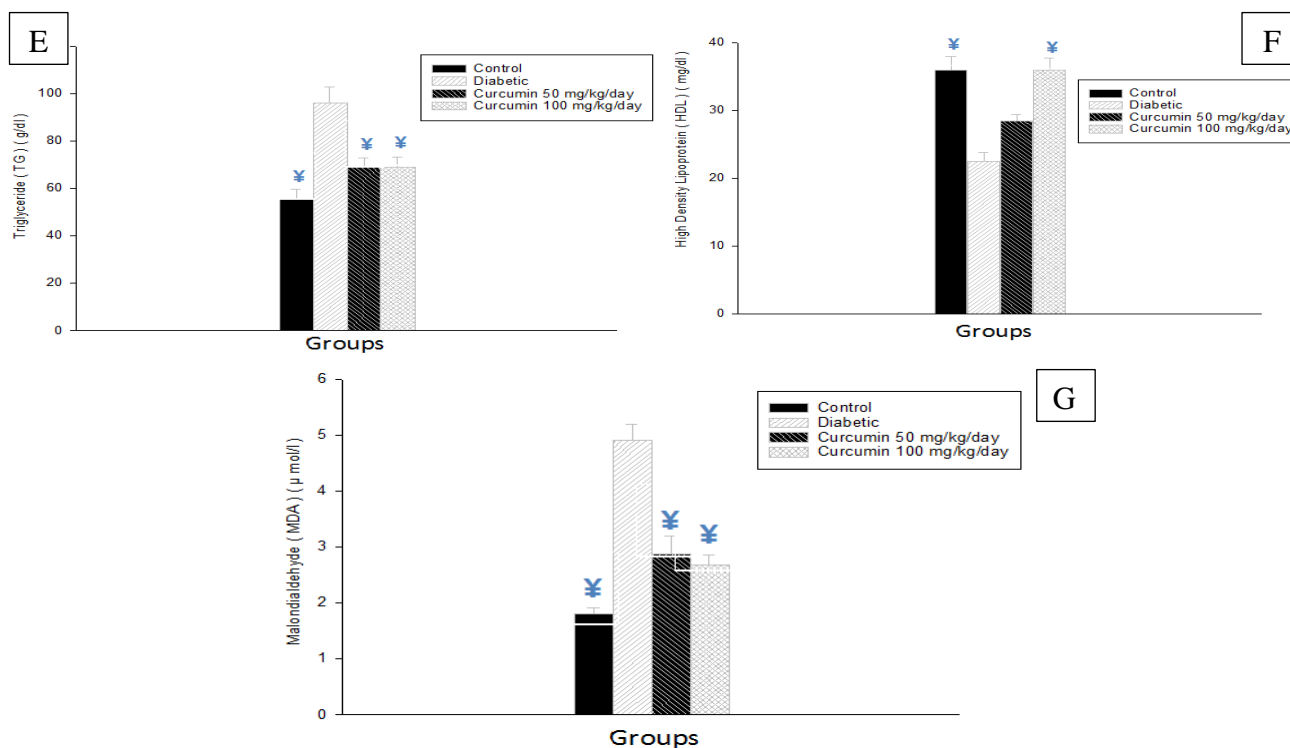 E
Triglyceride ( TG ) ( g/dl)
100
80
60
40
20
0
¥
¥
¥
Control
Diabetic
Curcumin 50 mg/kg/day
Curcumin 100 mg/kg/day
Groups
F
High Density Lipoprotein ( HDL ) ( mg/dl )
40
30
20
10
0
¥
¥
Control
Diabetic
Curcumin 50 mg/kg/day
Curcumin 100 mg/kg/day
Groups
G
Malondialdehyde ( MDA ) ( µ mol/l )
6
5
4
3
2
1
0
¥
¥
¥
Control
Diabetic
Curcumin 50 mg/kg/day
Curcumin 100 mg/kg/day
Groups